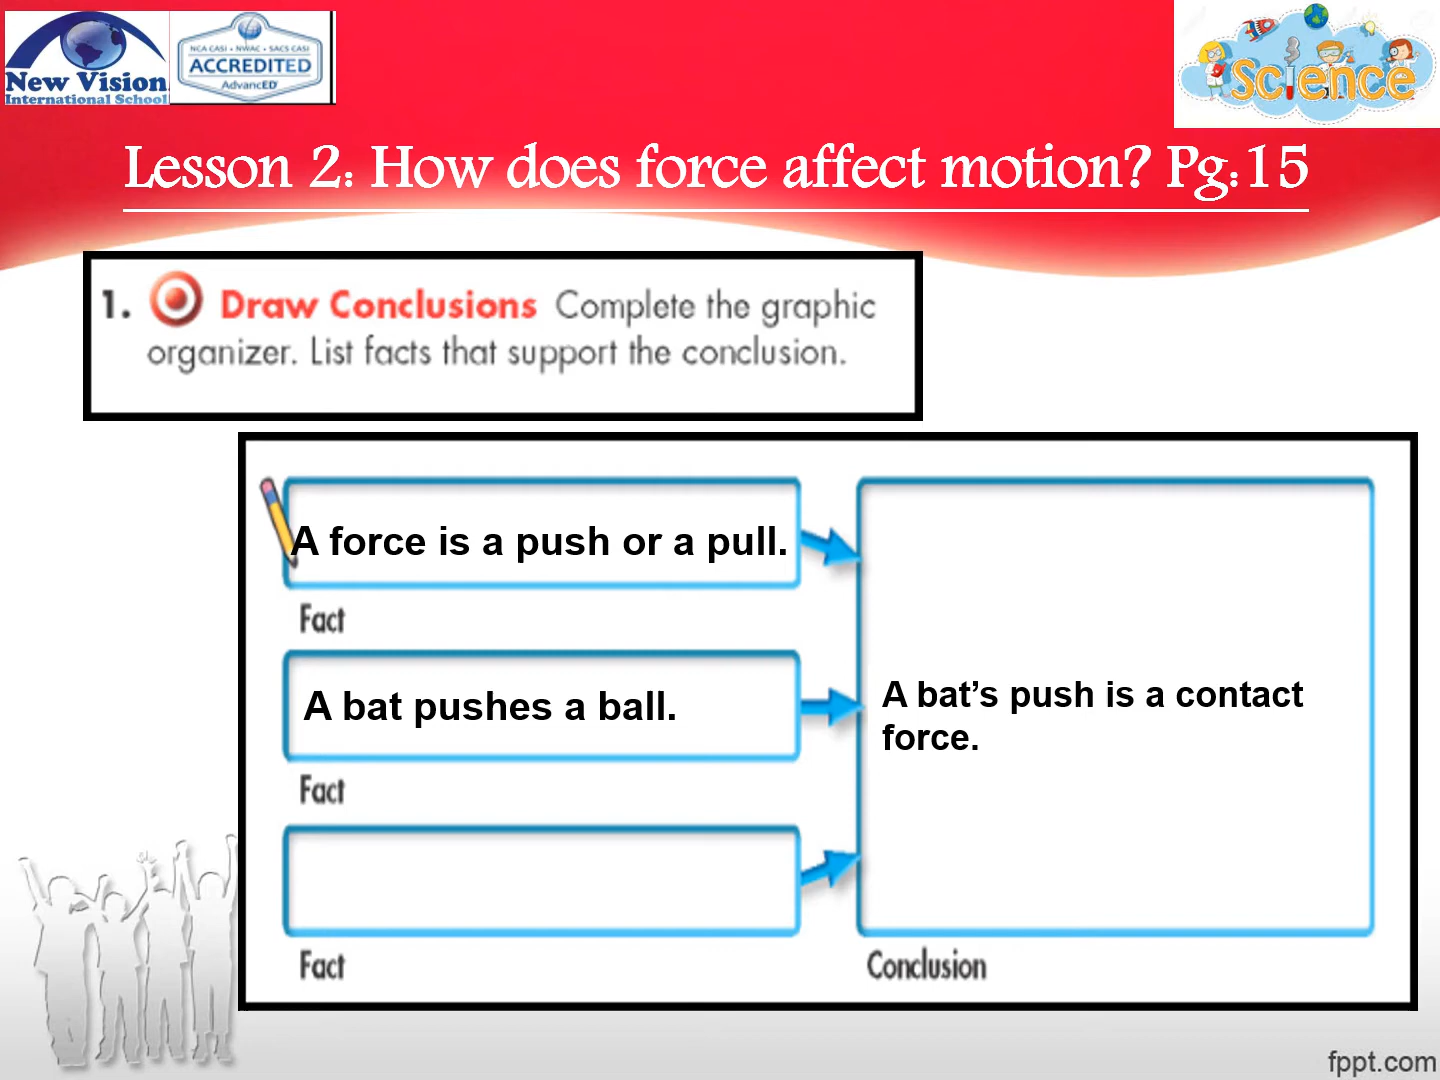 New Vision
International School
NCA CASI • NWAC • SACS CASI
ACCREDITED
AdvancED
Science
Lesson 2: How does force affect motion? Pg:15
1. Draw Conclusions Complete the graphic
organizer. List facts that support the conclusion.
A force is a push or a pull.
Fact
A bat pushes a ball.
Fact
A bat’s push is a contact
force.
Fact
Conclusion
fppt.com